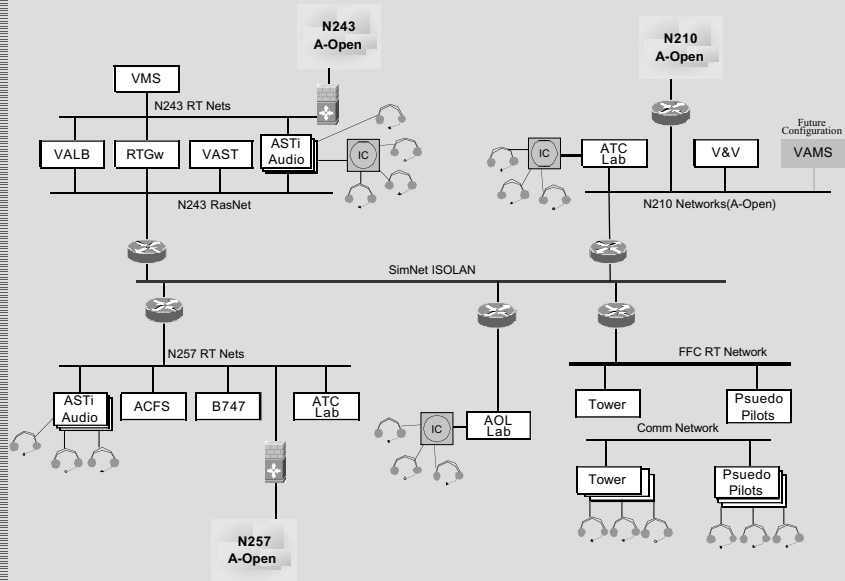 N243
A-Open
N210
A-Open
VMS
N243 RT Nets
VALB
RTGw
VAST
ASTi
Audio
IC
N243 RasNet
IC
ATC
Lab
V&V
Future
Configuration
VAMS
N210 Networks(A-Open)
SimNet ISOLAN
N257 RT Nets
ASTi
Audio
ACFS
B747
ATC
Lab
IC
AOL
Lab
FFC RT Network
Tower
Psuedo
Pilots
Comm Network
Tower
Psuedo
Pilots
N257
A-Open